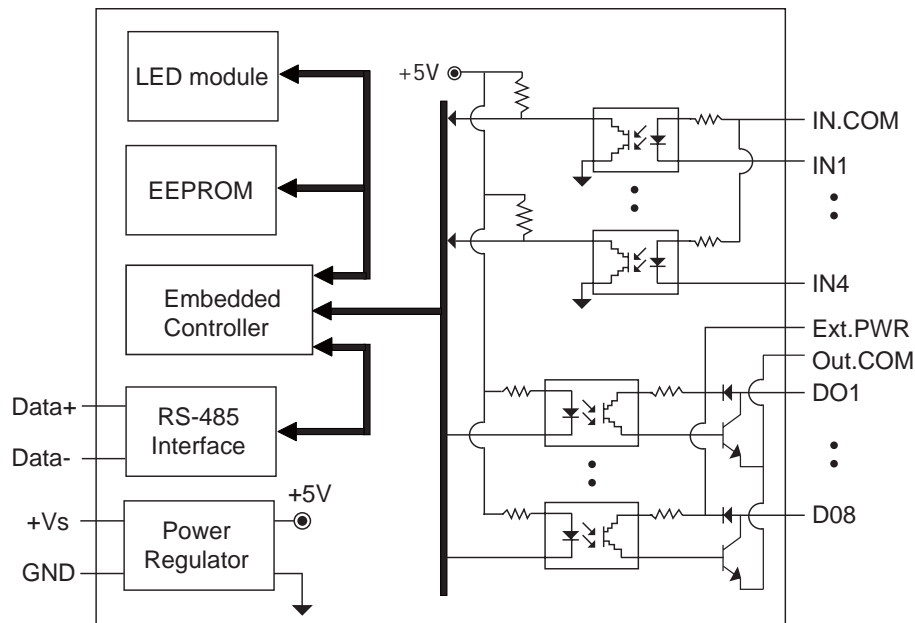 LED module
+5V
IN.COM
EEPROM
IN1
Embedded
Controller
IN4
Ext.PWR
Out.COM
Data+
RS-485
Interface
DO1
Data-
+5V
+Vs
Power
Regulator
D08
GND